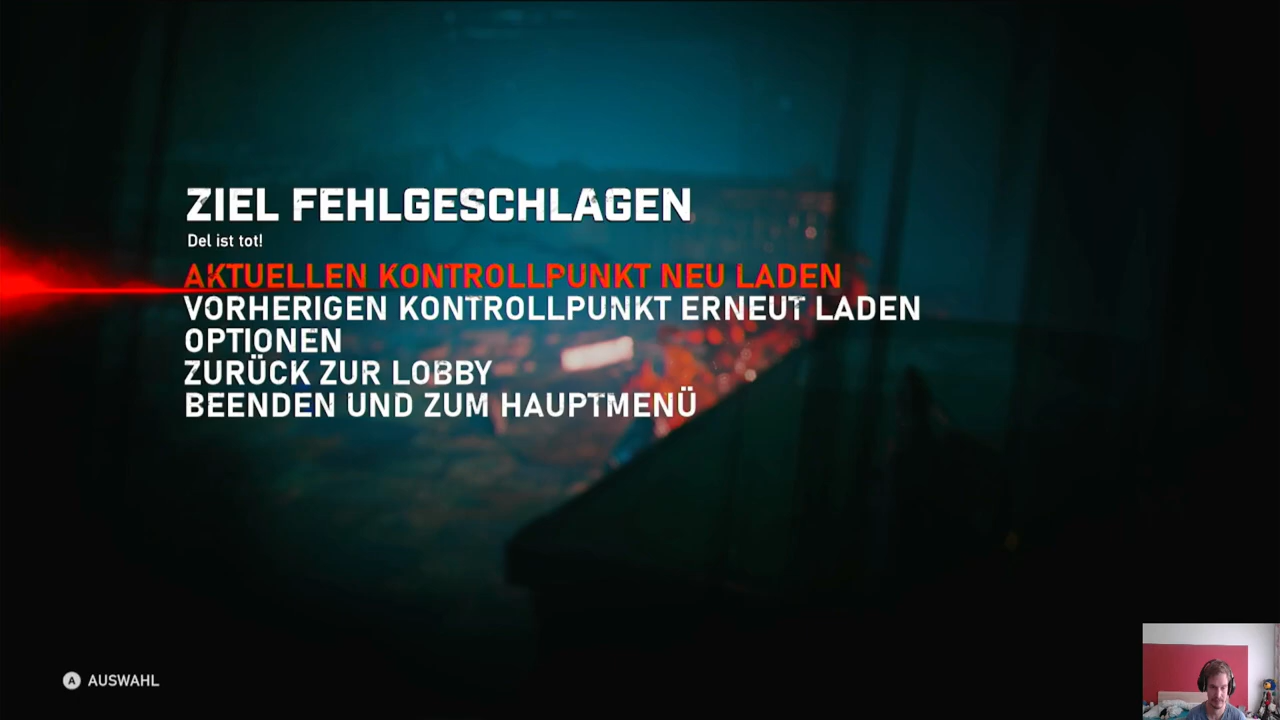 ZIEL FEHLGESCHLAGEN
Del ist tot!
AKTUELLEN KONTROLLPUNKT NEU LADEN
VORHERIGEN KONTROLLPUNKT ERNEUT LADEN
OPTIONEN
ZURÜCK ZUR LOBBY
BEENDEN UND ZUM HAUPTMENÜ
A AUSWAHL